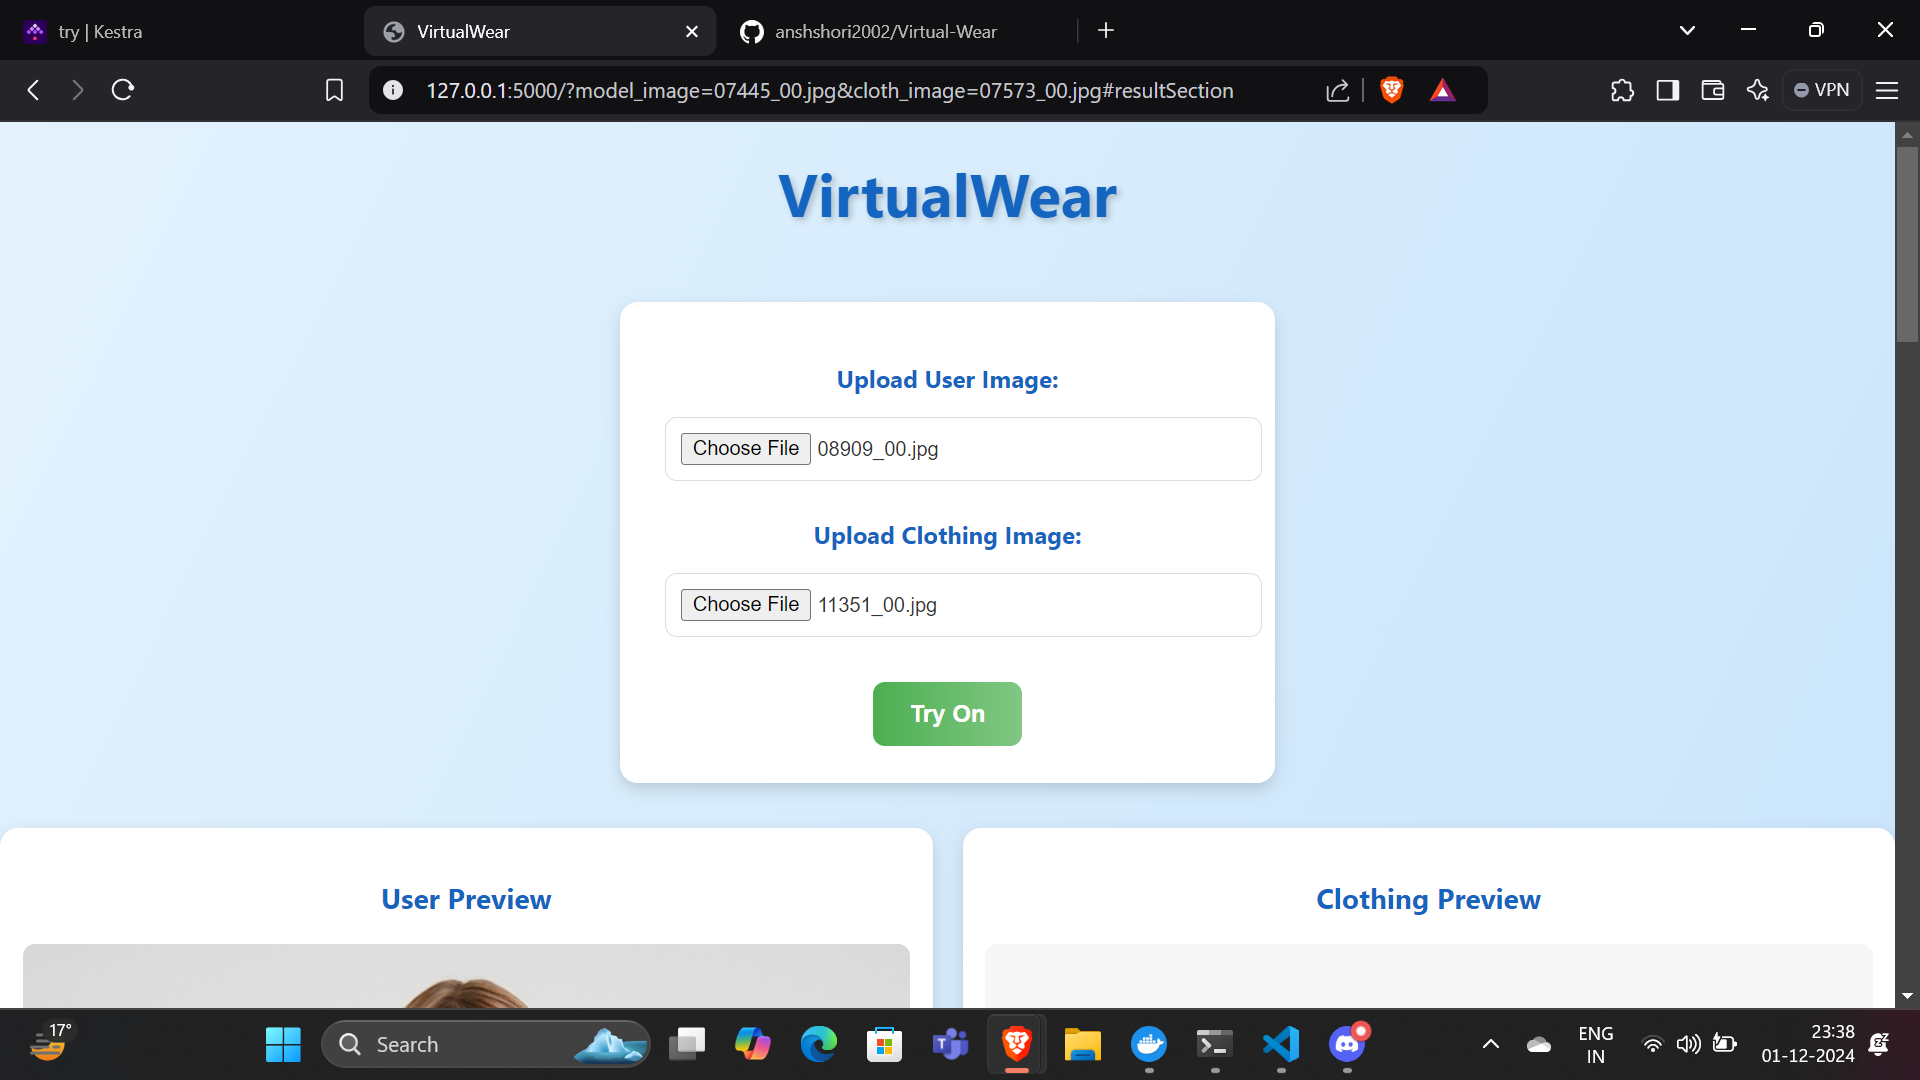 try | Kestra
VirtualWear
anshshori2002/Virtual-Wear
127.0.0.1:5000/?model_image=07445_00.jpg&cloth_image=07573_00.jpg#resultSection
VPN
VirtualWear
Upload User Image:
Choose File 08909_00.jpg
Upload Clothing Image:
Choose File 11351_00.jpg
Try On
User Preview
Clothing Preview
17°
Search
ENG
IN
23:38
01-12-2024